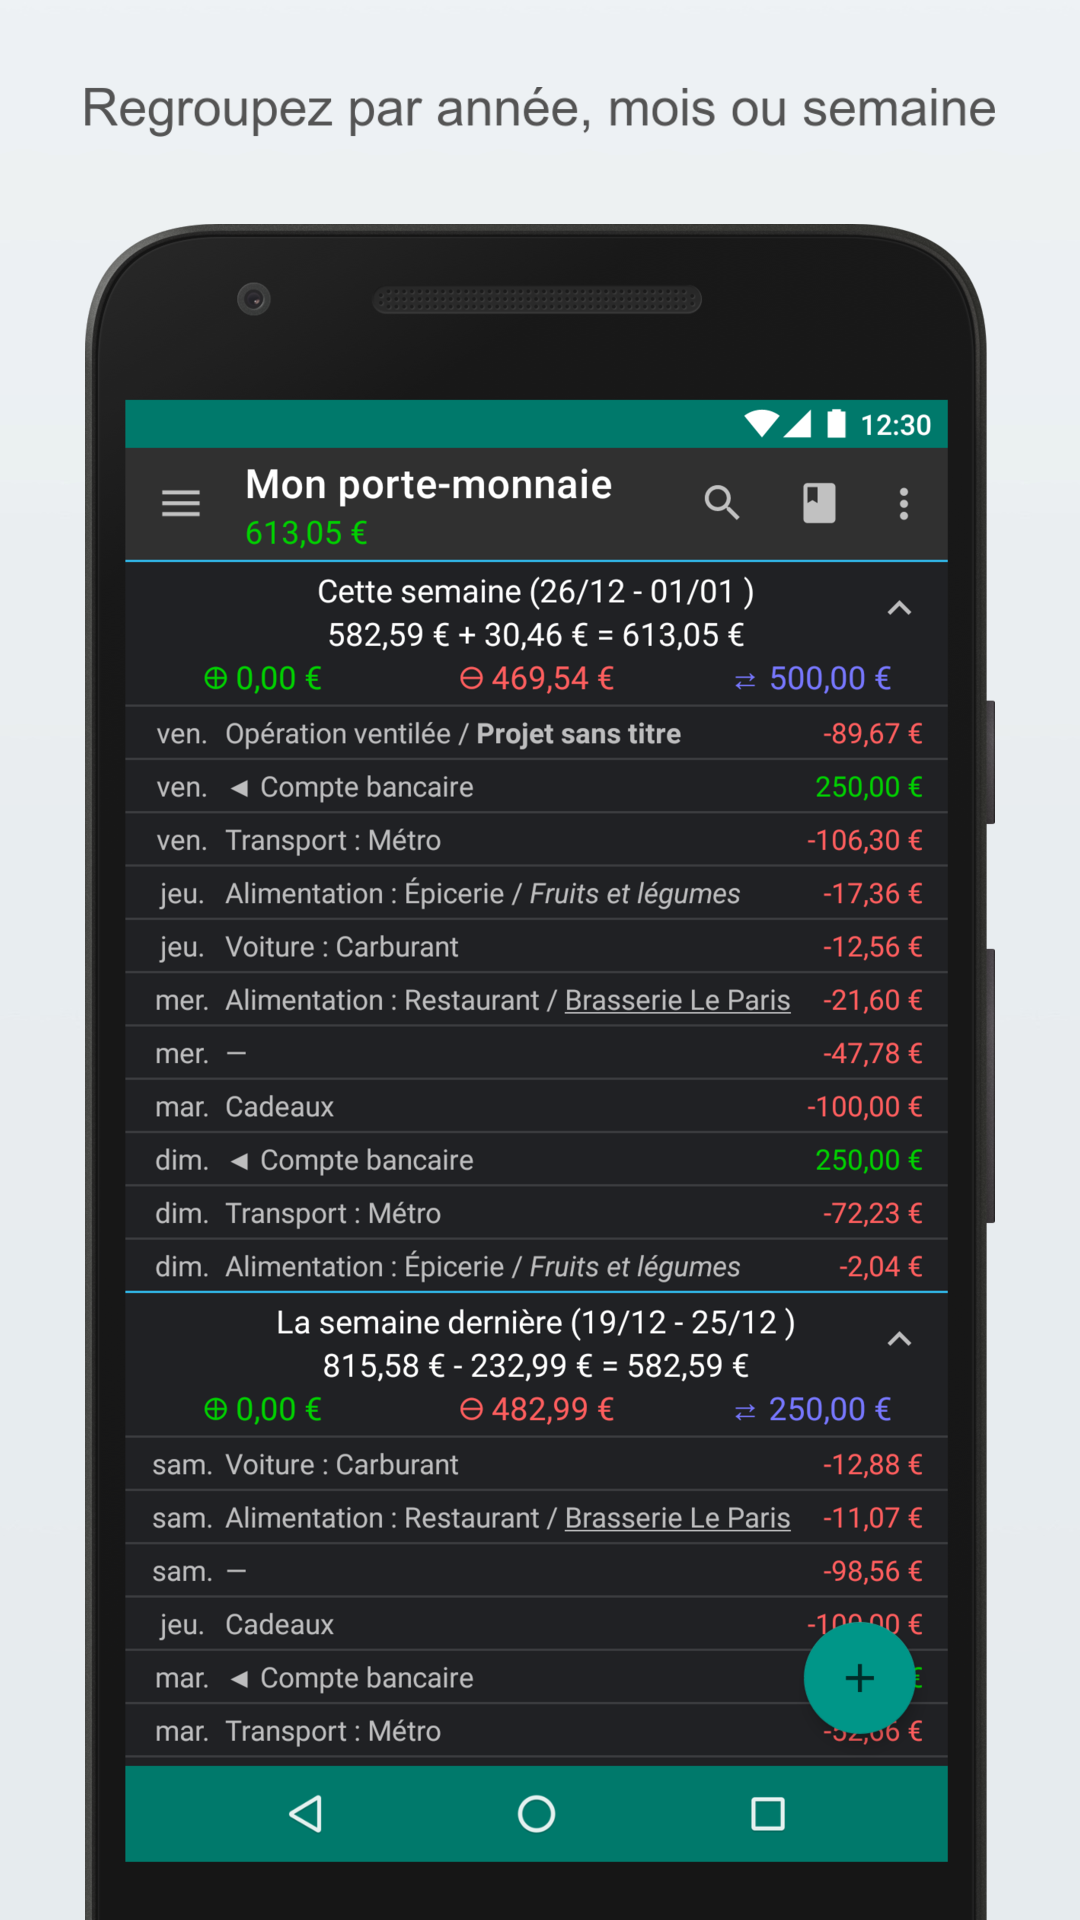 Regroupez par année, mois ou semaine
12:30
Mon porte-monnaie
613,05 €
Cette semaine (26/12 - 01/01 )
582,59 € + 30,46 € = 613,05 €
0,00 € 469,54 € 500,00 €
ven. Opération ventilée / Projet sans titre -89,67 €
ven. ◄ Compte bancaire 250,00 €
ven. Transport : Métro -106,30 €
jeu. Alimentation : Épicerie / Fruits et légumes -17,36 €
jeu. Voiture : Carburant -12,56 €
mer. Alimentation : Restaurant / Brasserie Le Paris -21,60 €
mer. — -47,78 €
mar. Cadeaux -100,00 €
dim. ◄ Compte bancaire 250,00 €
dim. Transport : Métro -72,23 €
dim. Alimentation : Épicerie / Fruits et légumes -2,04 €
La semaine dernière (19/12 - 25/12 )
815,58 € - 232,99 € = 582,59 €
0,00 € 482,99 € 250,00 €
sam. Voiture : Carburant -12,88 €
sam. Alimentation : Restaurant / Brasserie Le Paris -11,07 €
sam. — -98,56 €
jeu. Cadeaux -100,00 €
mar. ◄ Compte bancaire €
mar. Transport : Métro €